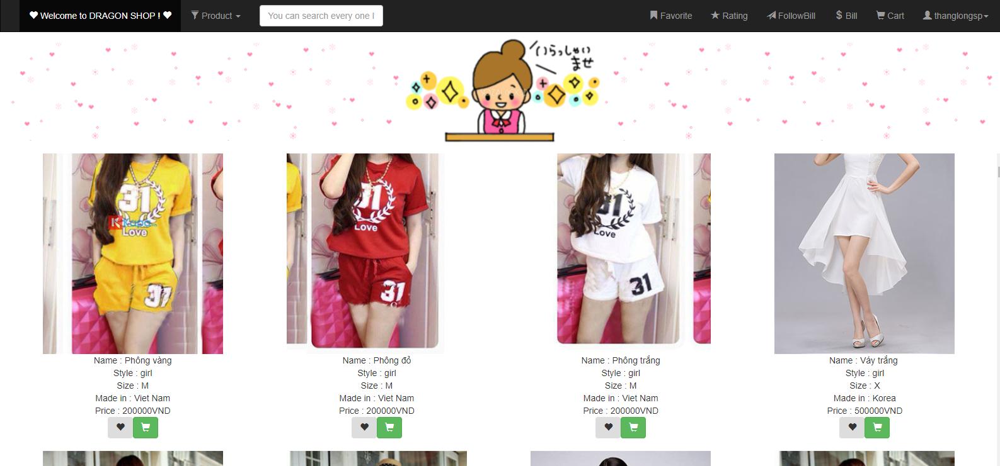 Welcome to DRAGON SHOP !
Product
You can search every one I
Favorite
Rating
FollowBill
Bill
Cart
thanglongsp
いらっしゃい
ませ
31
Kapo.vn
Love
31
31
Love
31
31
Love
31
Name : Phông vàng
Style : girl
Size : M
Made in : Viet Nam
Price : 200000VND
Name : Phông đỏ
Style : girl
Size : M
Made in : Viet Nam
Price : 200000VND
Name : Phông trắng
Style : girl
Size : M
Made in : Viet Nam
Price : 200000VND
Name : Váy trắng
Style : girl
Size : X
Made in : Korea
Price : 500000VND